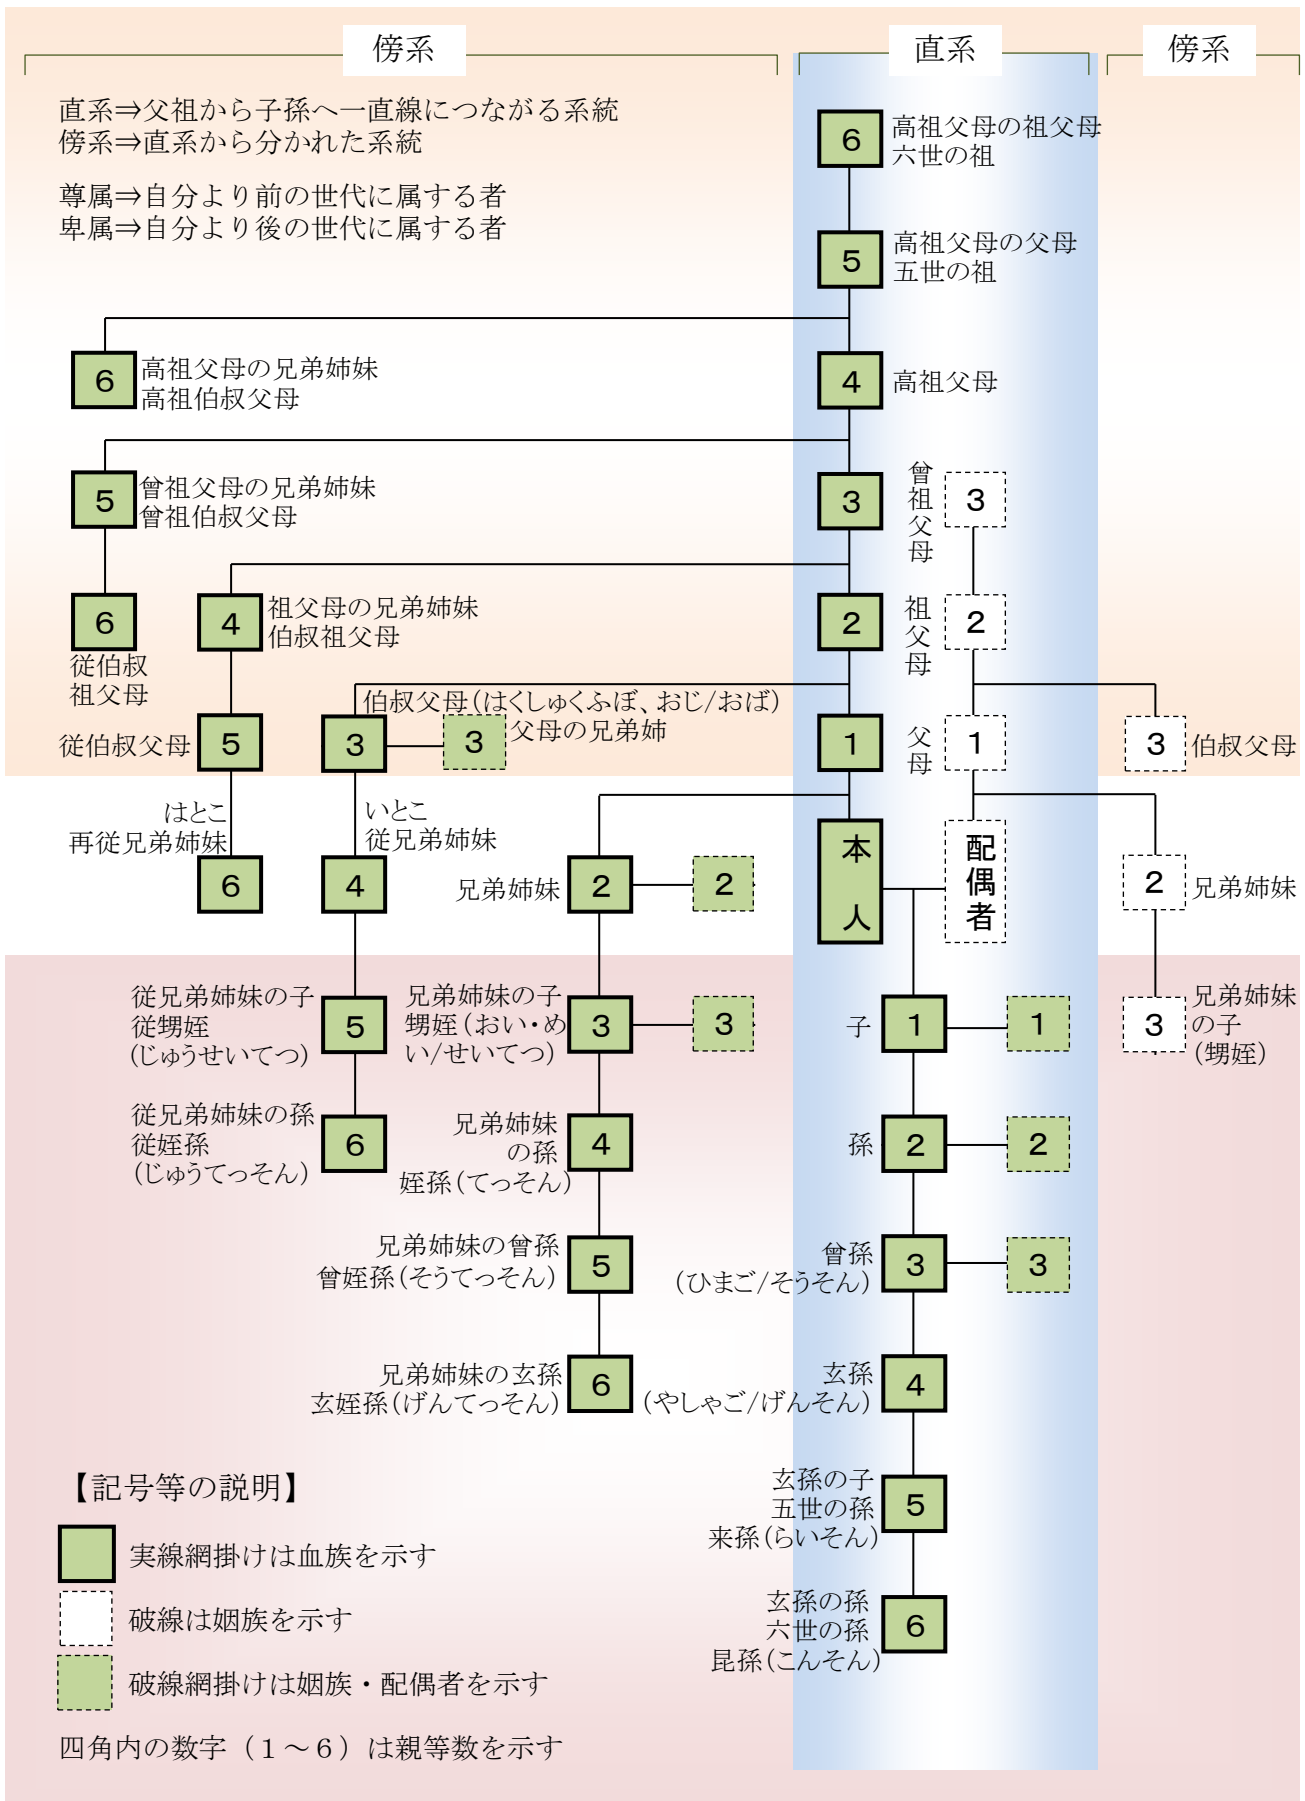 傍系
直系
傍系
直系⇒父祖から子孫へ一直線につながる系統
傍系⇒直系から分かれた系統
尊属⇒自分より前の世代に属する者
卑属⇒自分より後の世代に属する者
6
高祖父母の祖父母
六世の祖
5
高祖父母の父母
五世の祖
6
高祖父母の兄弟姉妹
高祖伯叔父母
4
高祖父母
5
曾祖父母の兄弟姉妹
曾祖伯叔父母
3
曾祖父母
3
6
従伯叔
祖父母
4
祖父母の兄弟姉妹
伯叔祖父母
2
祖父母
2
従伯叔父母
5
伯叔父母(はくしゅくふぼ、おじ/おば)
3
3
父母の兄弟姉
1
父母
1
3
伯叔父母
はとこ
再従兄弟姉妹
6
いとこ
従兄弟姉妹
4
兄弟姉妹
2
2
本人
配偶者
2
兄弟姉妹
従兄弟姉妹の子
従甥姪
(じゅうせいてつ)
5
兄弟姉妹の子
甥姪(おい・め
い/せいてつ)
3
3
子
1
1
3
兄弟姉妹
の子
(甥姪)
従兄弟姉妹の孫
従姪孫
(じゅうてっそん)
6
兄弟姉妹
の孫
姪孫(てっそん)
4
孫
2
2
兄弟姉妹の曾孫
曾姪孫(そうてっそん)
5
曾孫
(ひまご/そうそん)
3
3
兄弟姉妹の玄孫
玄姪孫(げんてっそん)
6
玄孫
(やしゃご/げんそん)
4
玄孫の子
五世の孫
来孫(らいそん)
5
玄孫の孫
六世の孫
昆孫(こんそん)
6
【記号等の説明】
実線網掛けは血族を示す
破線は姻族を示す
破線網掛けは姻族・配偶者を示す
四角内の数字（１～６）は親等数を示す